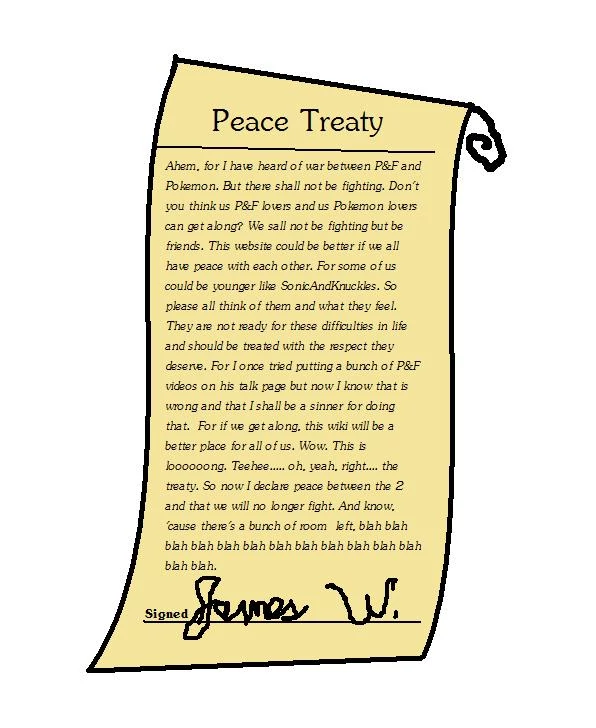 Peace Treaty
Ahem, for I have heard of war between P&F and
Pokemon. But there shall not be fighting. Don't
you think us P&F lovers and us Pokemon lovers
can get along? We sall not be fighting but be
friends. This website could be better if we all
have peace with each other. For some of us
could be younger like SonicAndKnuckles. So
please all think of them and what they feel.
They are not ready for these difficulties in life
and should be treated with the respect they
deserve. For I once tried putting a bunch of P&F
videos on his talk page but now I know that is
wrong and that I shall be a sinner for doing
that. For if we get along, this wiki will be a
better place for all of us. Wow. This is
loooooong. Teehee..... oh, yeah, right.... the
treaty. So now I declare peace between the 2
and that we will no longer fight. And know,
'cause there's a bunch of room left, blah blah
blah blah blah blah blah blah blah blah blah blah
blah blah.
Signed James W.